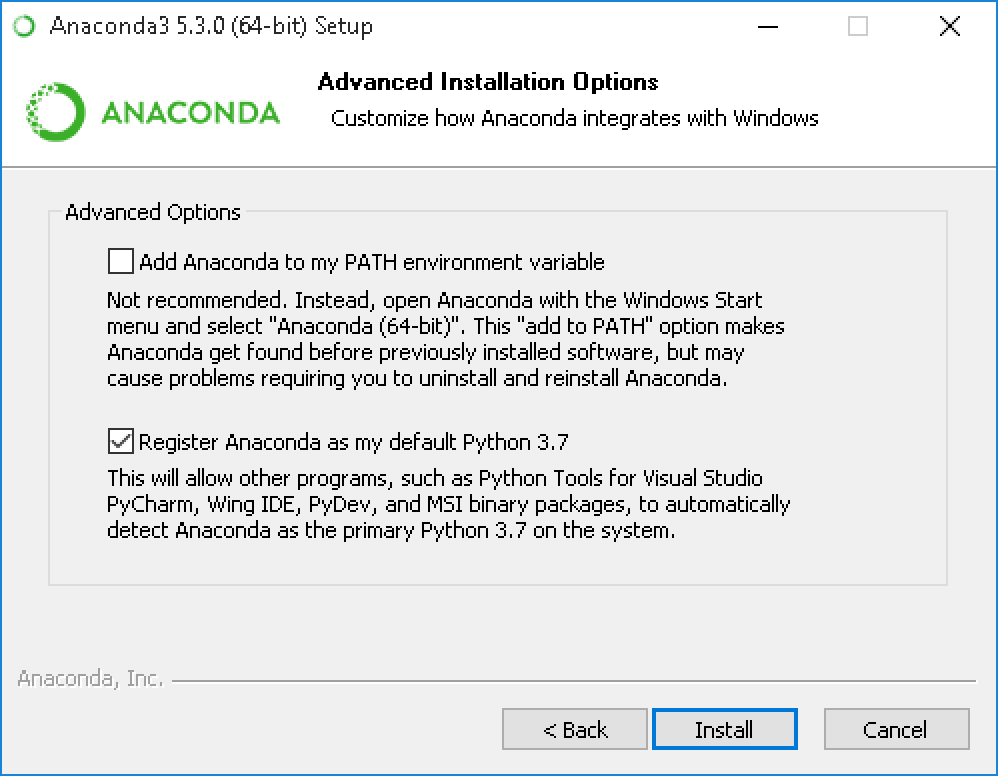 Anaconda3 5.3.0 (64-bit) Setup
ANACONDA
Advanced Installation Options
Customize how Anaconda integrates with Windows
Advanced Options
Add Anaconda to my PATH environment variable
Not recommended. Instead, open Anaconda with the Windows Start
menu and select "Anaconda (64-bit)". This "add to PATH" option makes
Anaconda get found before previously installed software, but may
cause problems requiring you to uninstall and reinstall Anaconda.
Register Anaconda as my default Python 3.7
This will allow other programs, such as Python Tools for Visual Studio
PyCharm, Wing IDE, PyDev, and MSI binary packages, to automatically
detect Anaconda as the primary Python 3.7 on the system.
Anaconda, Inc.
< Back
Install
Cancel